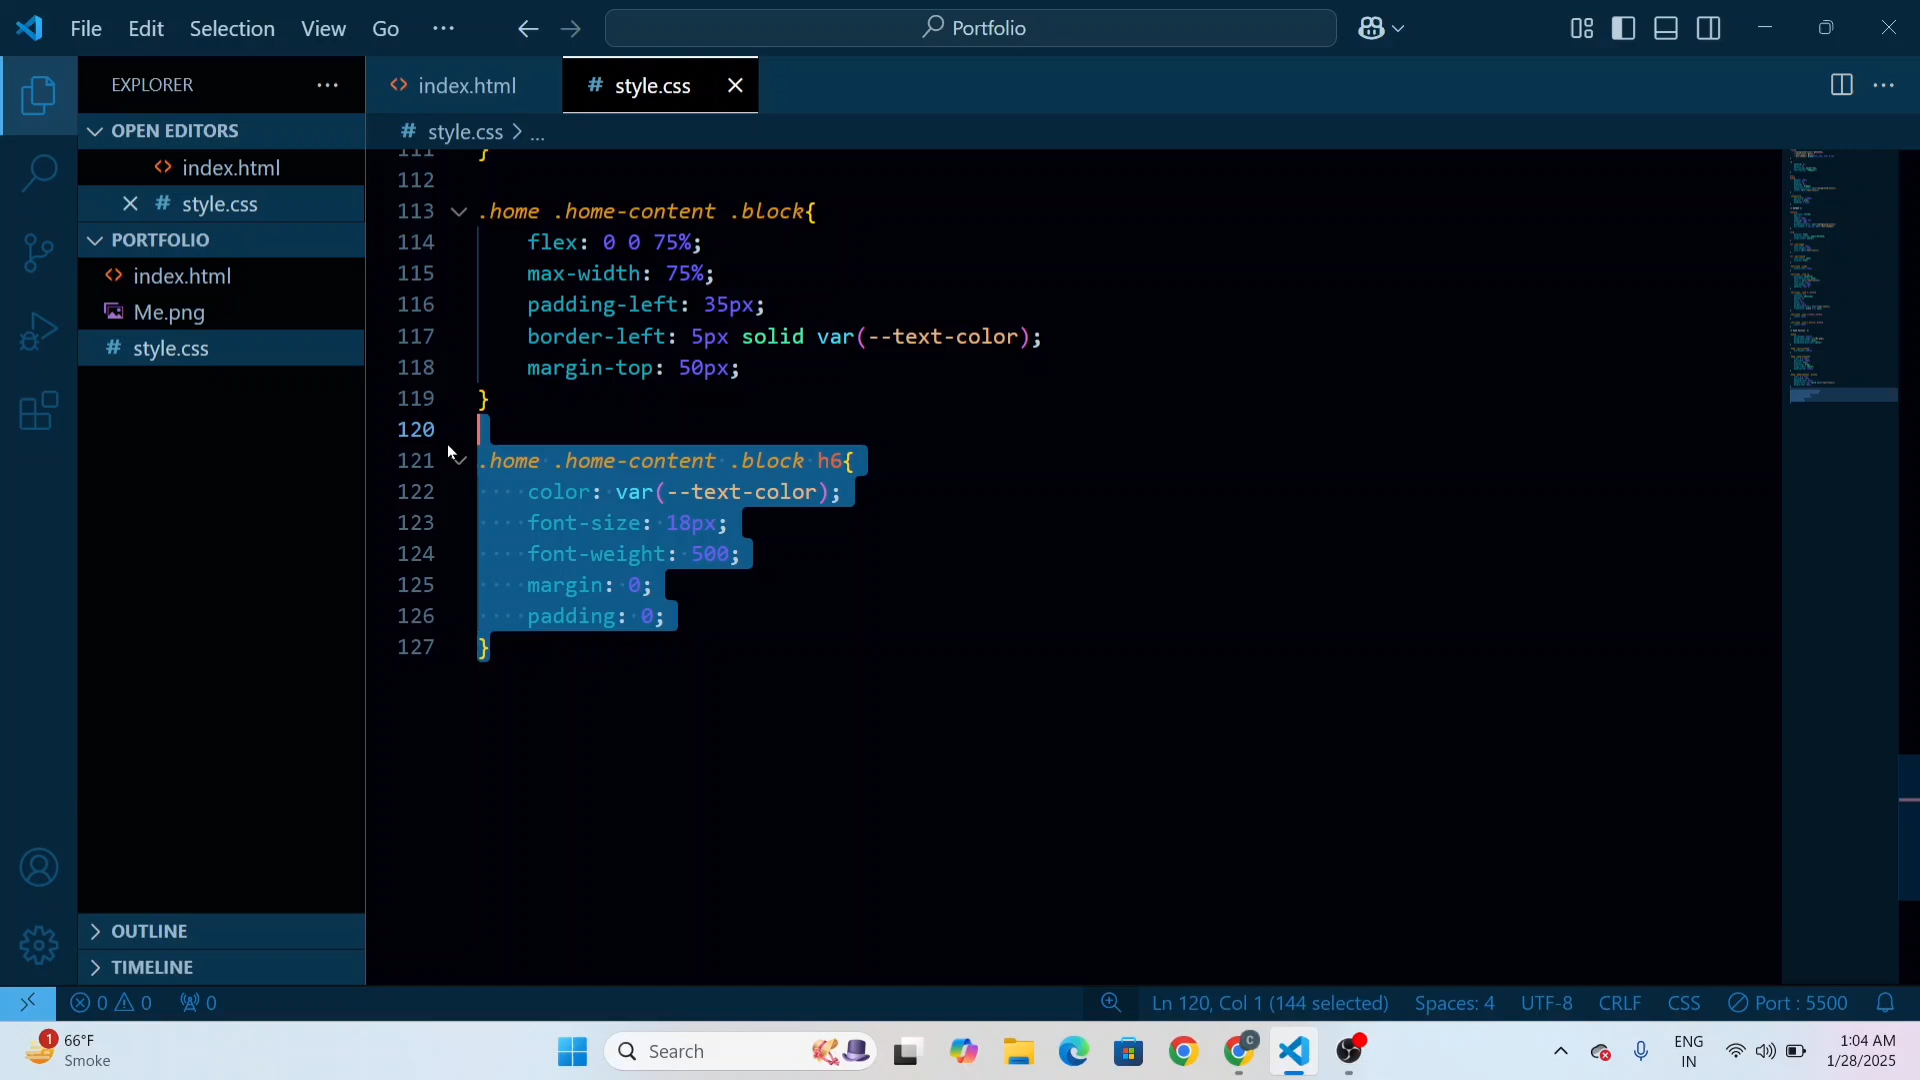 File Edit Selection View Go ··· Portfolio
EXPLORER ···
index.html
# style.css
OPEN EDITORS
index.html
# style.css
PORTFOLIO
index.html
Me.png
# style.css
OUTLINE
TIMELINE
# style.css > ...
111 }
112
113 .home .home-content .block{
114 flex: 0 0 75%;
115 max-width: 75%;
116 padding-left: 35px;
117 border-left: 5px solid var(--text-color);
118 margin-top: 50px;
119 }
120
121 .home .home-content .block h6{
122 color: var(--text-color);
123 font-size: 18px;
124 font-weight: 500;
125 margin: 0;
126 padding: 0;
127 }
0 0 0 Ln 120, Col 1 (144 selected) Spaces: 4 UTF-8 CRLF CSS Port : 5500
1 66°F
Smoke
Search
C
ENG
IN
1:04 AM
1/28/2025